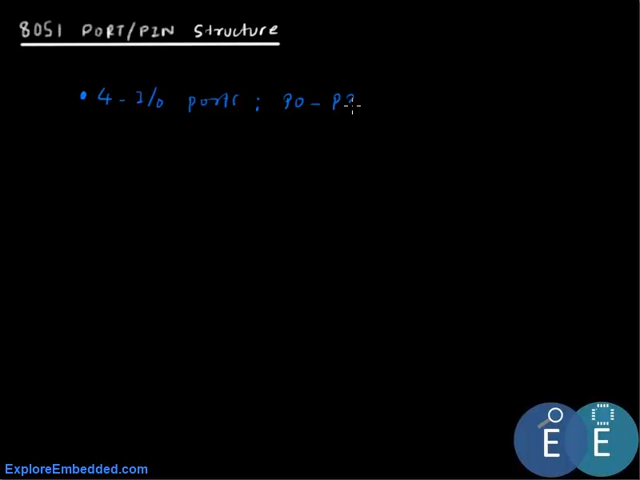 8051 PORT/PIN Structure
• 4 - I/O ports ; P0 - P3
E E
ExploreEmbedded.com